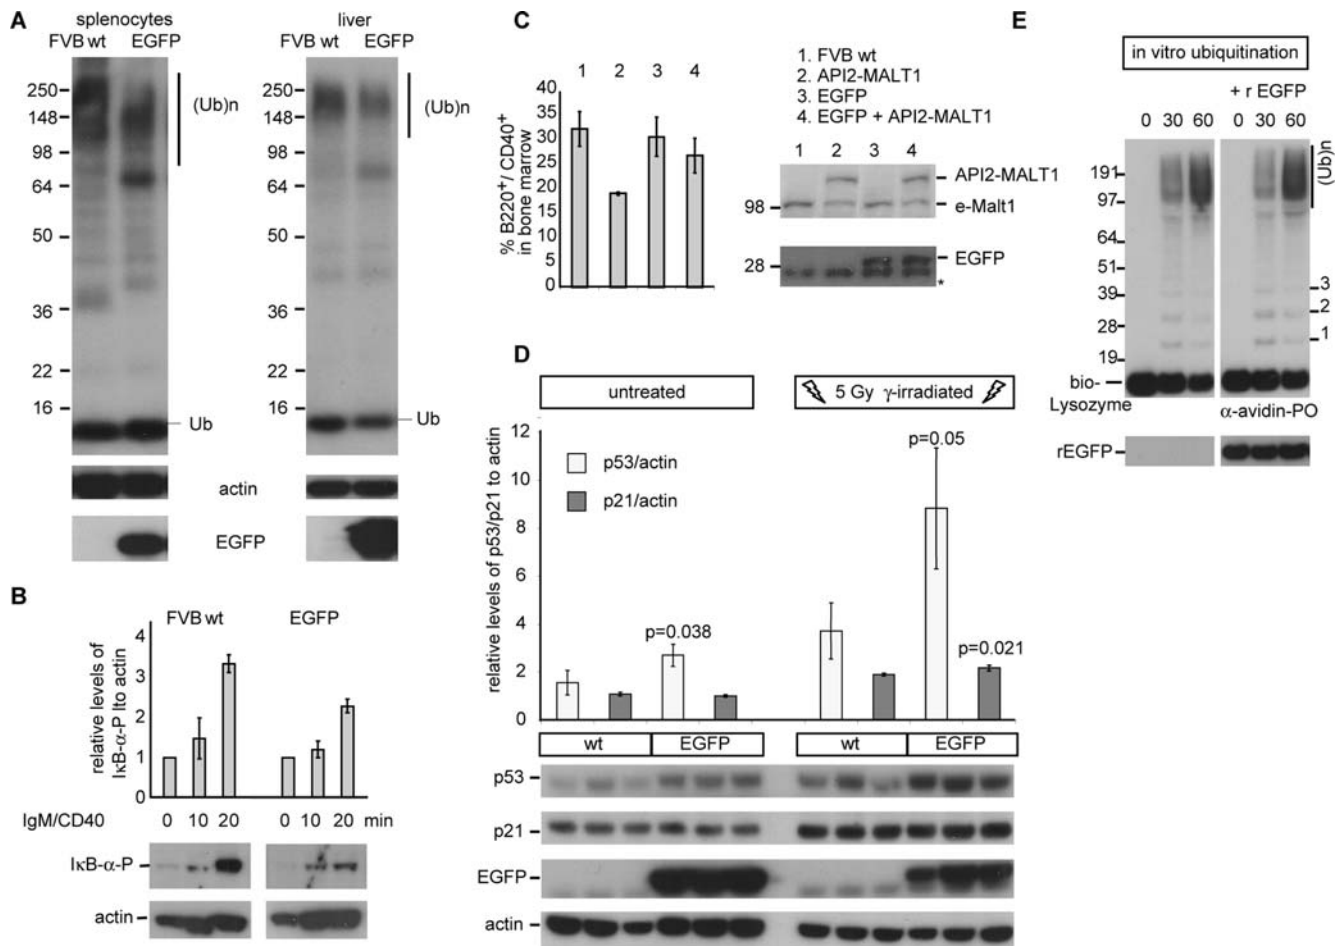 A
splenocytes
FVB wt EGFP
250
148
98
64
50
36
22
16
(Ub)n
Ub
liver
FVB wt EGFP
250
148
98
64
50
36
22
16
(Ub)n
Ub
actin
EGFP
B
FVB wt EGFP
relative levels of
IκB-α-P lto actin
4
3
2
1
0
IgM/CD40 0 10 20 0 10 20 min
IκB-α-P
actin
C
1 2 3 4
% B220+/ CD40+
in bone marrow
40
35
30
25
20
15
10
5
0
1. FVB wt
2. API2-MALT1
3. EGFP
4. EGFP + API2-MALT1
1 2 3 4
API2-MALT1
98 e-Malt1
28 EGFP
*
D
untreated
5 Gy γ-irradiated
relative levels of p53/p21 to actin
12
10
8
6
4
2
0
p53/actin
p21/actin
p=0.038
p=0.05
p=0.021
wt EGFP wt EGFP
p53
p21
EGFP
actin
E
in vitro ubiquitination
+ r EGFP
0 30 60 0 30 60
191
97
64
51
39
28
19
(Ub)n
3
2
1
bio-
Lysozyme
α-avidin-PO
rEGFP